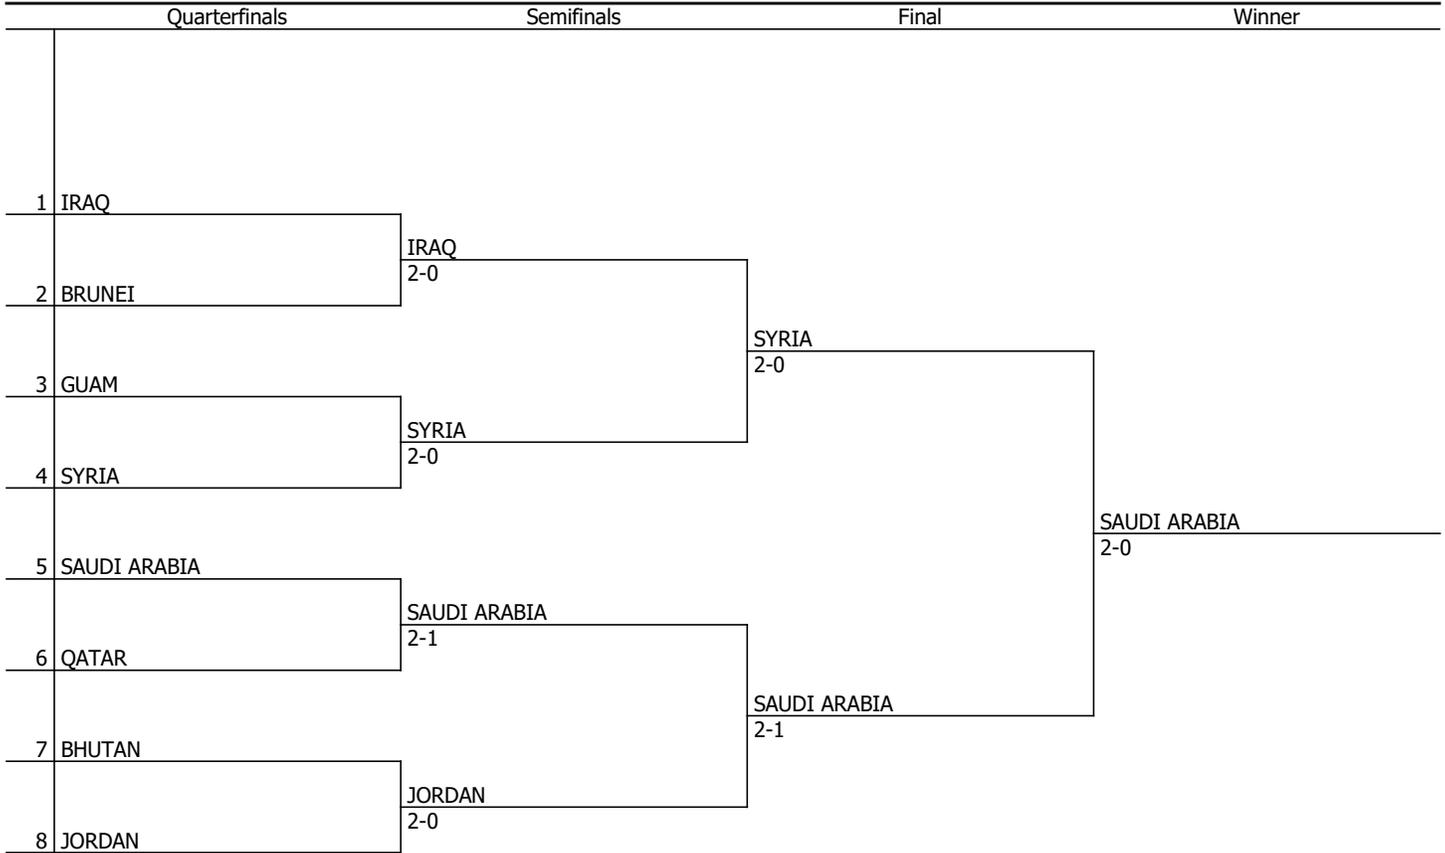 Quarterfinals Semifinals Final Winner
1 IRAQ
IRAQ
2-0
2 BRUNEI
SYRIA
2-0
3 GUAM
SYRIA
2-0
4 SYRIA
SAUDI ARABIA
2-0
5 SAUDI ARABIA
SAUDI ARABIA
2-1
6 QATAR
SAUDI ARABIA
2-1
7 BHUTAN
JORDAN
2-0
8 JORDAN